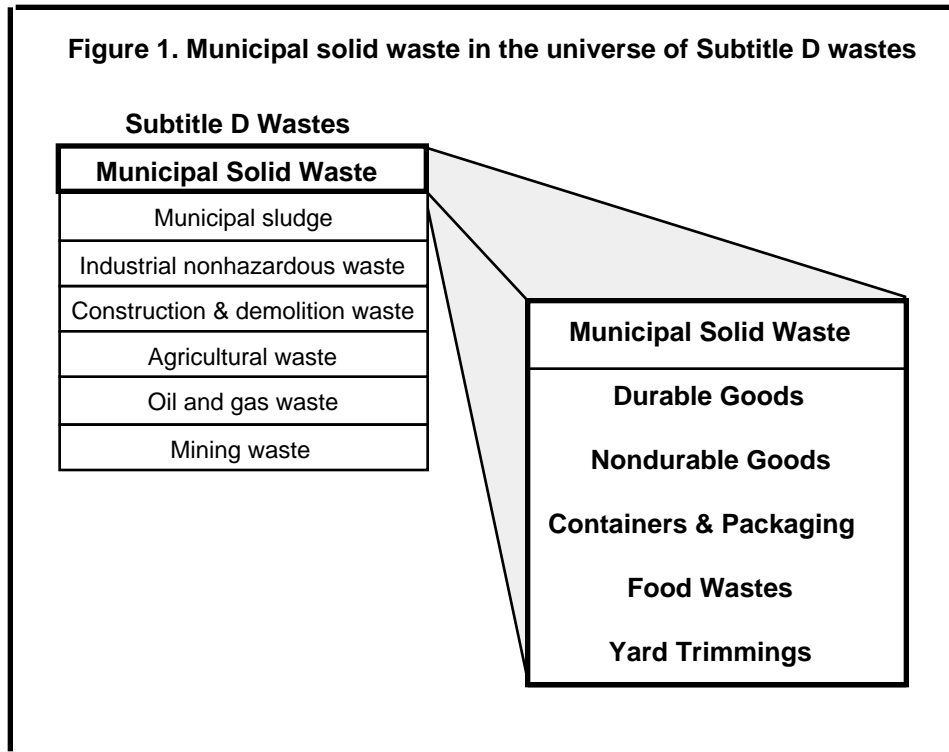 Figure 1. Municipal solid waste in the universe of Subtitle D wastes
Subtitle D Wastes
Municipal Solid Waste
Municipal sludge
Industrial nonhazardous waste
Construction & demolition waste
Agricultural waste
Oil and gas waste
Mining waste
Municipal Solid Waste
Durable Goods
Nondurable Goods
Containers & Packaging
Food Wastes
Yard Trimmings